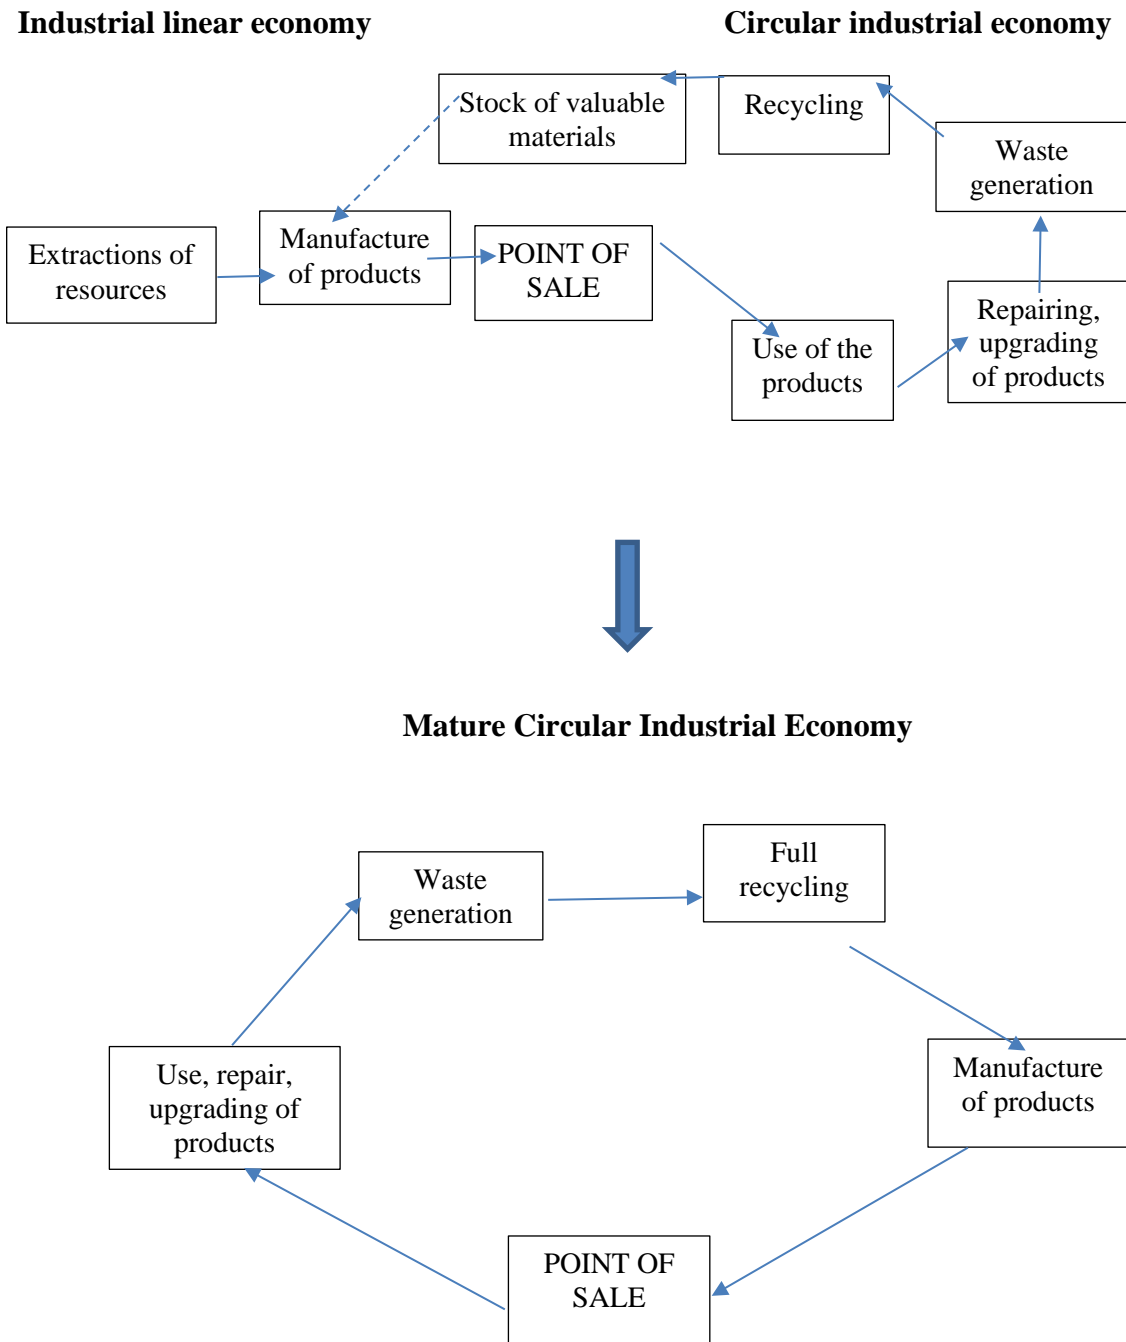 Industrial linear economy
Circular industrial economy
Stock of valuable
materials
Recycling
Waste
generation
Extractions of
resources
Manufacture
of products
POINT OF
SALE
Use of the
products
Repairing,
upgrading
of products
Mature Circular Industrial Economy
Waste
generation
Full
recycling
Use, repair,
upgrading of
products
Manufacture
of products
POINT OF
SALE